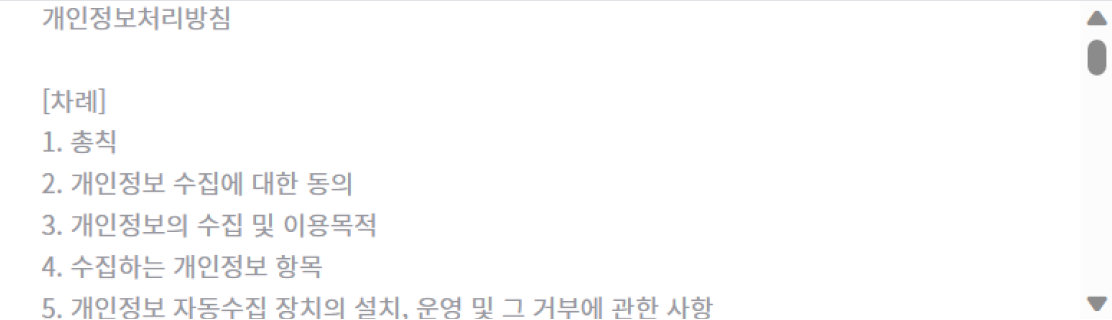 개인정보처리방침
[차례]
1. 총칙
2. 개인정보 수집에 대한 동의
3. 개인정보의 수집 및 이용목적
4. 수집하는 개인정보 항목
5. 개인정보 자동수집 장치의 설치, 운영 및 그 거부에 관한 사항